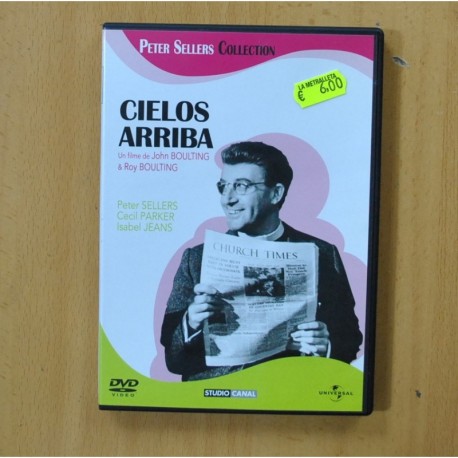 PETER SELLERS COLLECTION
LA METRALLETA
€ 6,00
CIELOS
ARRIBA
Un filme de John BOULTING
& Roy BOULTING
Peter SELLERS
Cecil PARKER
Isabel JEANS
CHURCH TIMES
DVD
VIDEO
STUDIO CANAL
UNIVERSAL